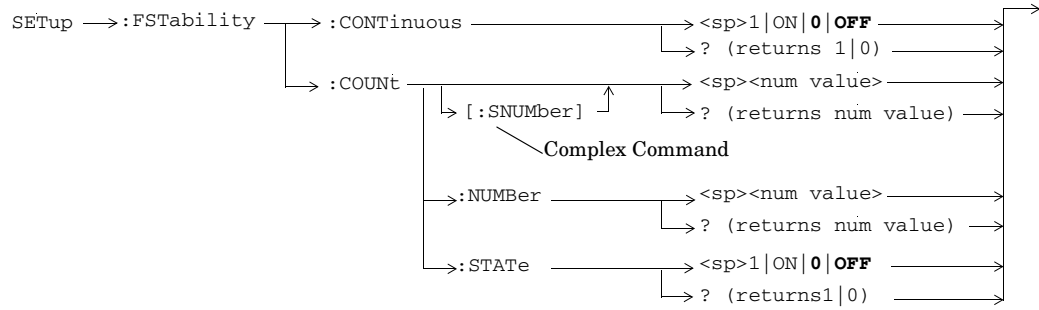 SETup :FSTability :CONTinuous <sp>1|ON|0|OFF
? (returns 1|0)
:COUNt <sp><num value>
[:SNUMber] ? (returns num value)
Complex Command
:NUMBer <sp><num value>
? (returns num value)
:STATe <sp>1|ON|0|OFF
? (returns1|0)